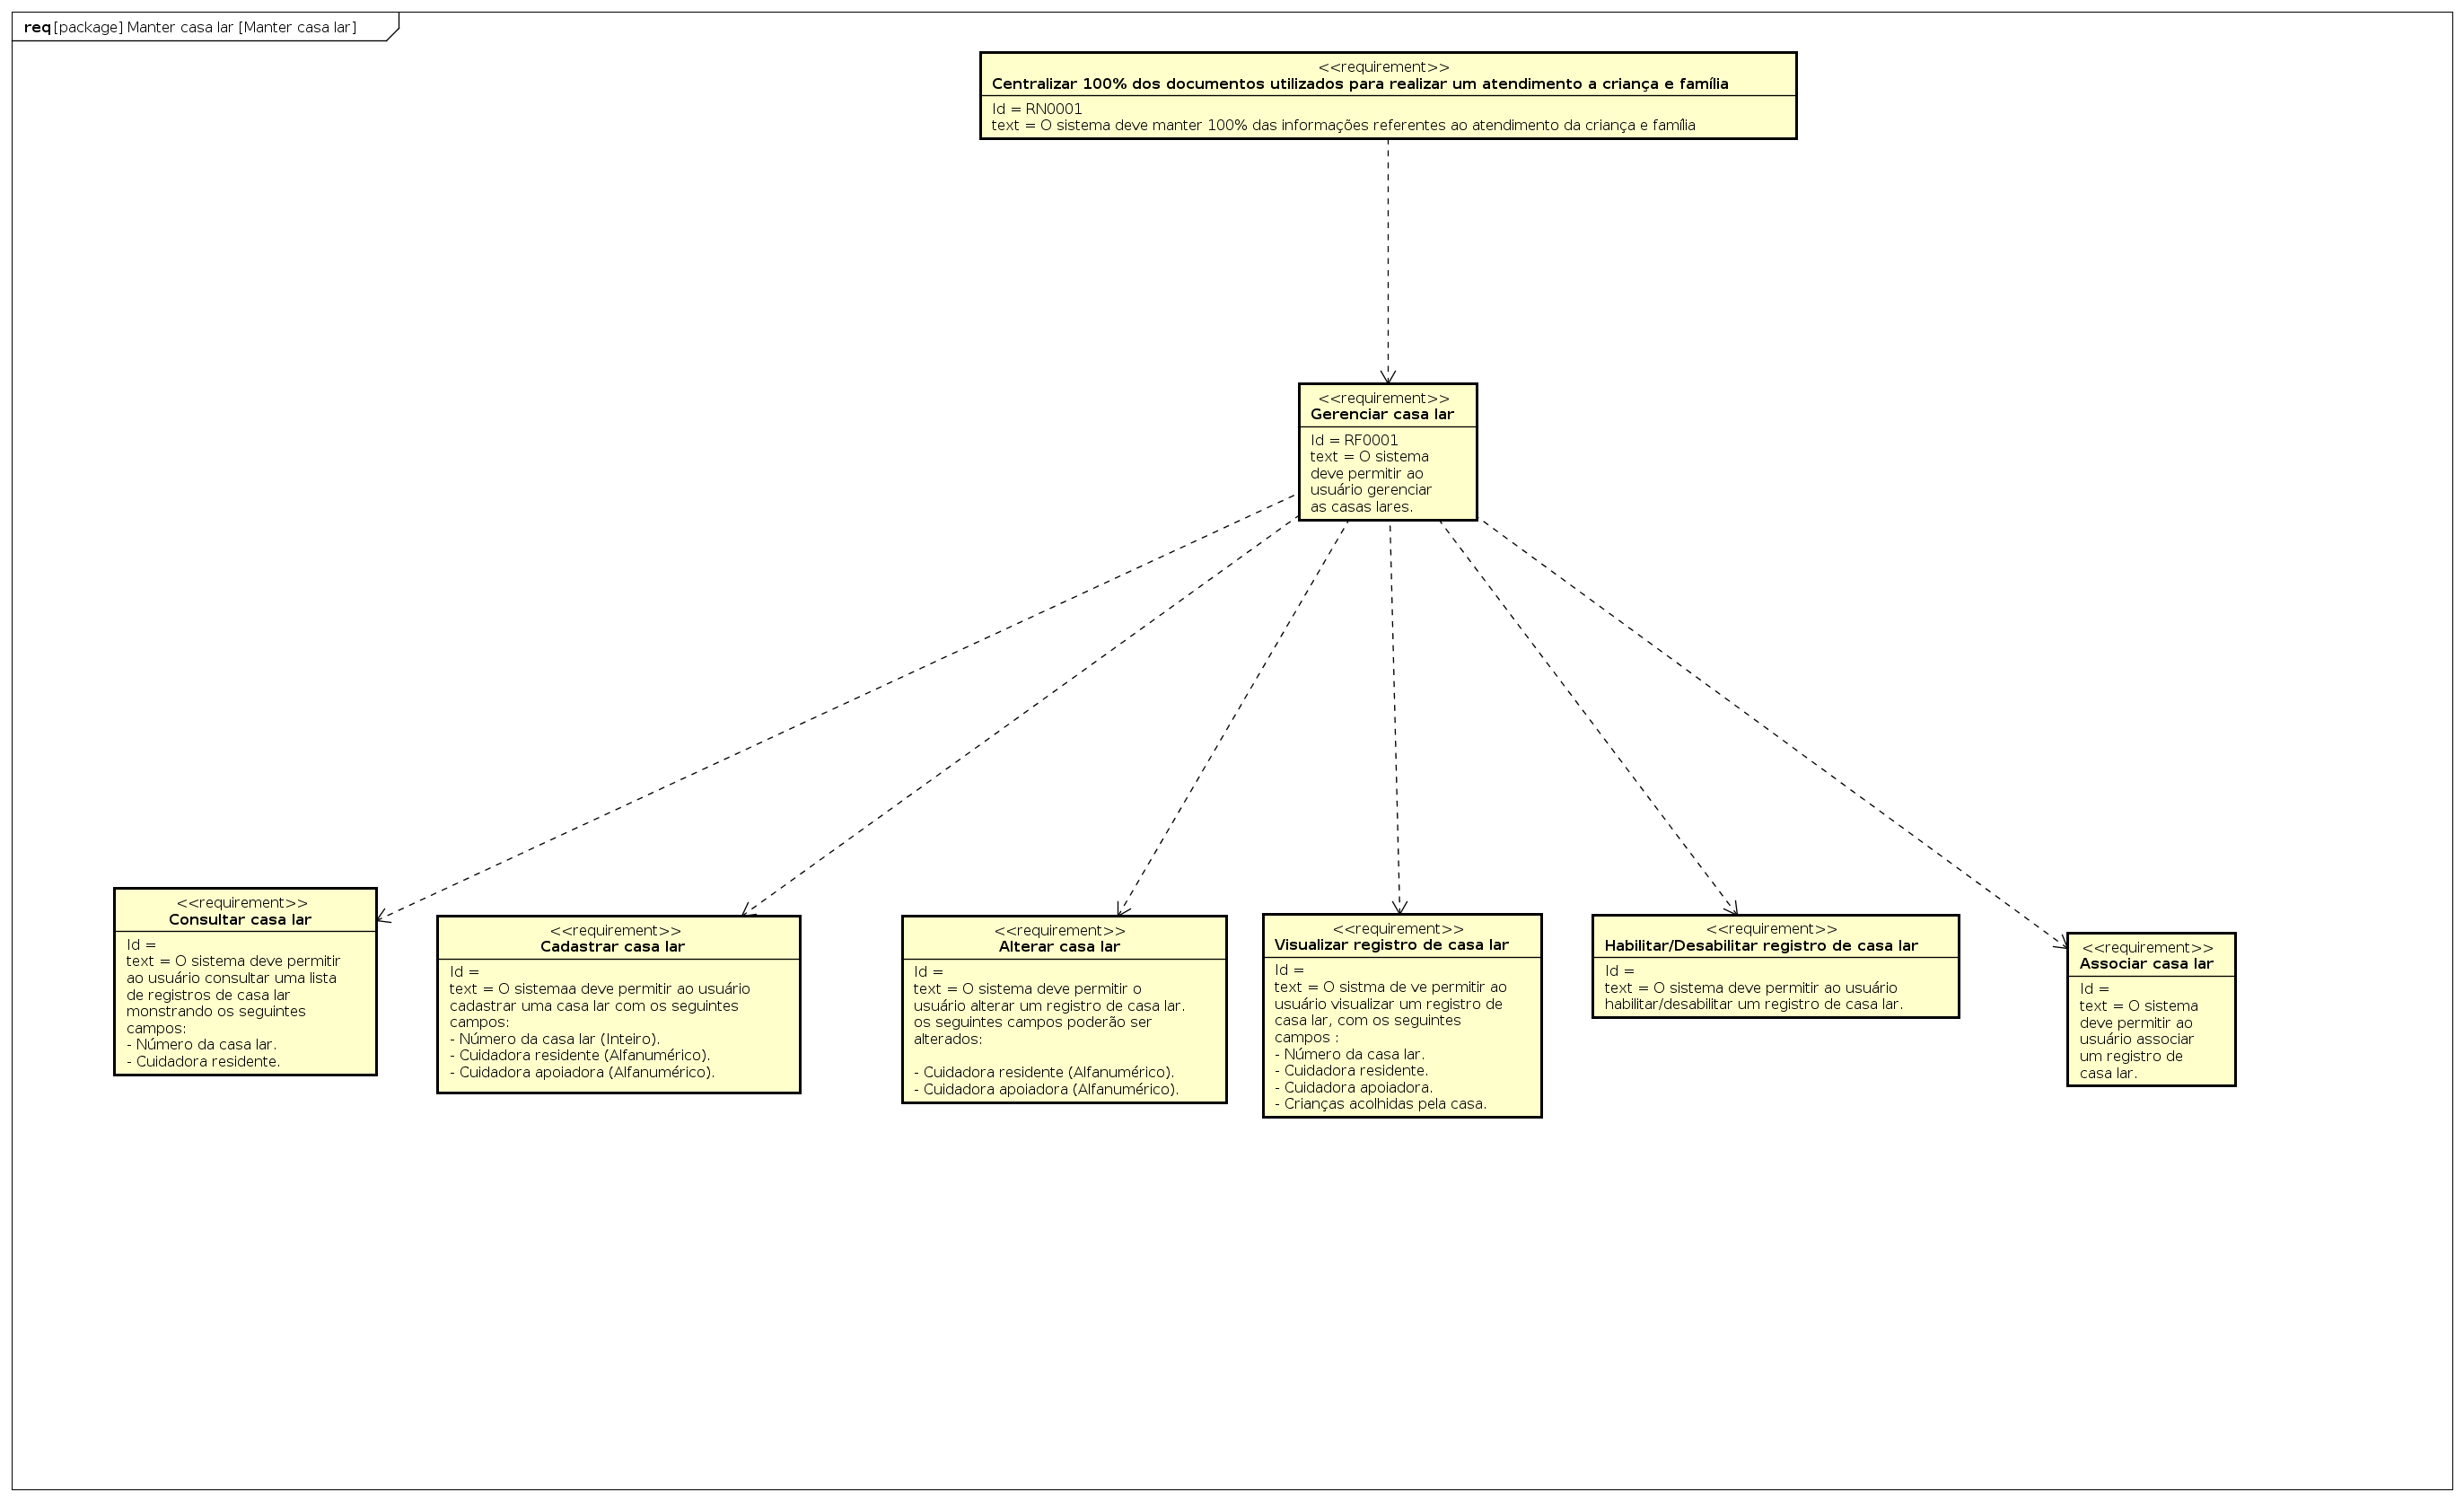 req [package] Manter casa lar [Manter casa lar]
<<requirement>>
Centralizar 100% dos documentos utilizados para realizar um atendimento a criança e família
Id = RN0001
text = O sistema deve manter 100% das informações referentes ao atendimento da criança e família
<<requirement>>
Gerenciar casa lar
Id = RF0001
text = O sistema
deve permitir ao
usuário gerenciar
as casas lares.
<<requirement>>
Consultar casa lar
Id =
text = O sistema deve permitir
ao usuário consultar uma lista
de registros de casa lar
monstrando os seguintes
campos:
- Número da casa lar.
- Cuidadora residente.
<<requirement>>
Cadastrar casa lar
Id =
text = O sistemaa deve permitir ao usuário
cadastrar uma casa lar com os seguintes
campos:
- Número da casa lar (Inteiro).
- Cuidadora residente (Alfanumérico).
- Cuidadora apoiadora (Alfanumérico).
<<requirement>>
Alterar casa lar
Id =
text = O sistema deve permitir o
usuário alterar um registro de casa lar.
os seguintes campos poderão ser
alterados:
- Cuidadora residente (Alfanumérico).
- Cuidadora apoiadora (Alfanumérico).
<<requirement>>
Visualizar registro de casa lar
Id =
text = O sistma de ve permitir ao
usuário visualizar um registro de
casa lar, com os seguintes
campos :
- Número da casa lar.
- Cuidadora residente.
- Cuidadora apoiadora.
- Crianças acolhidas pela casa.
<<requirement>>
Habilitar/Desabilitar registro de casa lar
Id =
text = O sistema deve permitir ao usuário
habilitar/desabilitar um registro de casa lar.
<<requirement>>
Associar casa lar
Id =
text = O sistema
deve permitir ao
usuário associar
um registro de
casa lar.